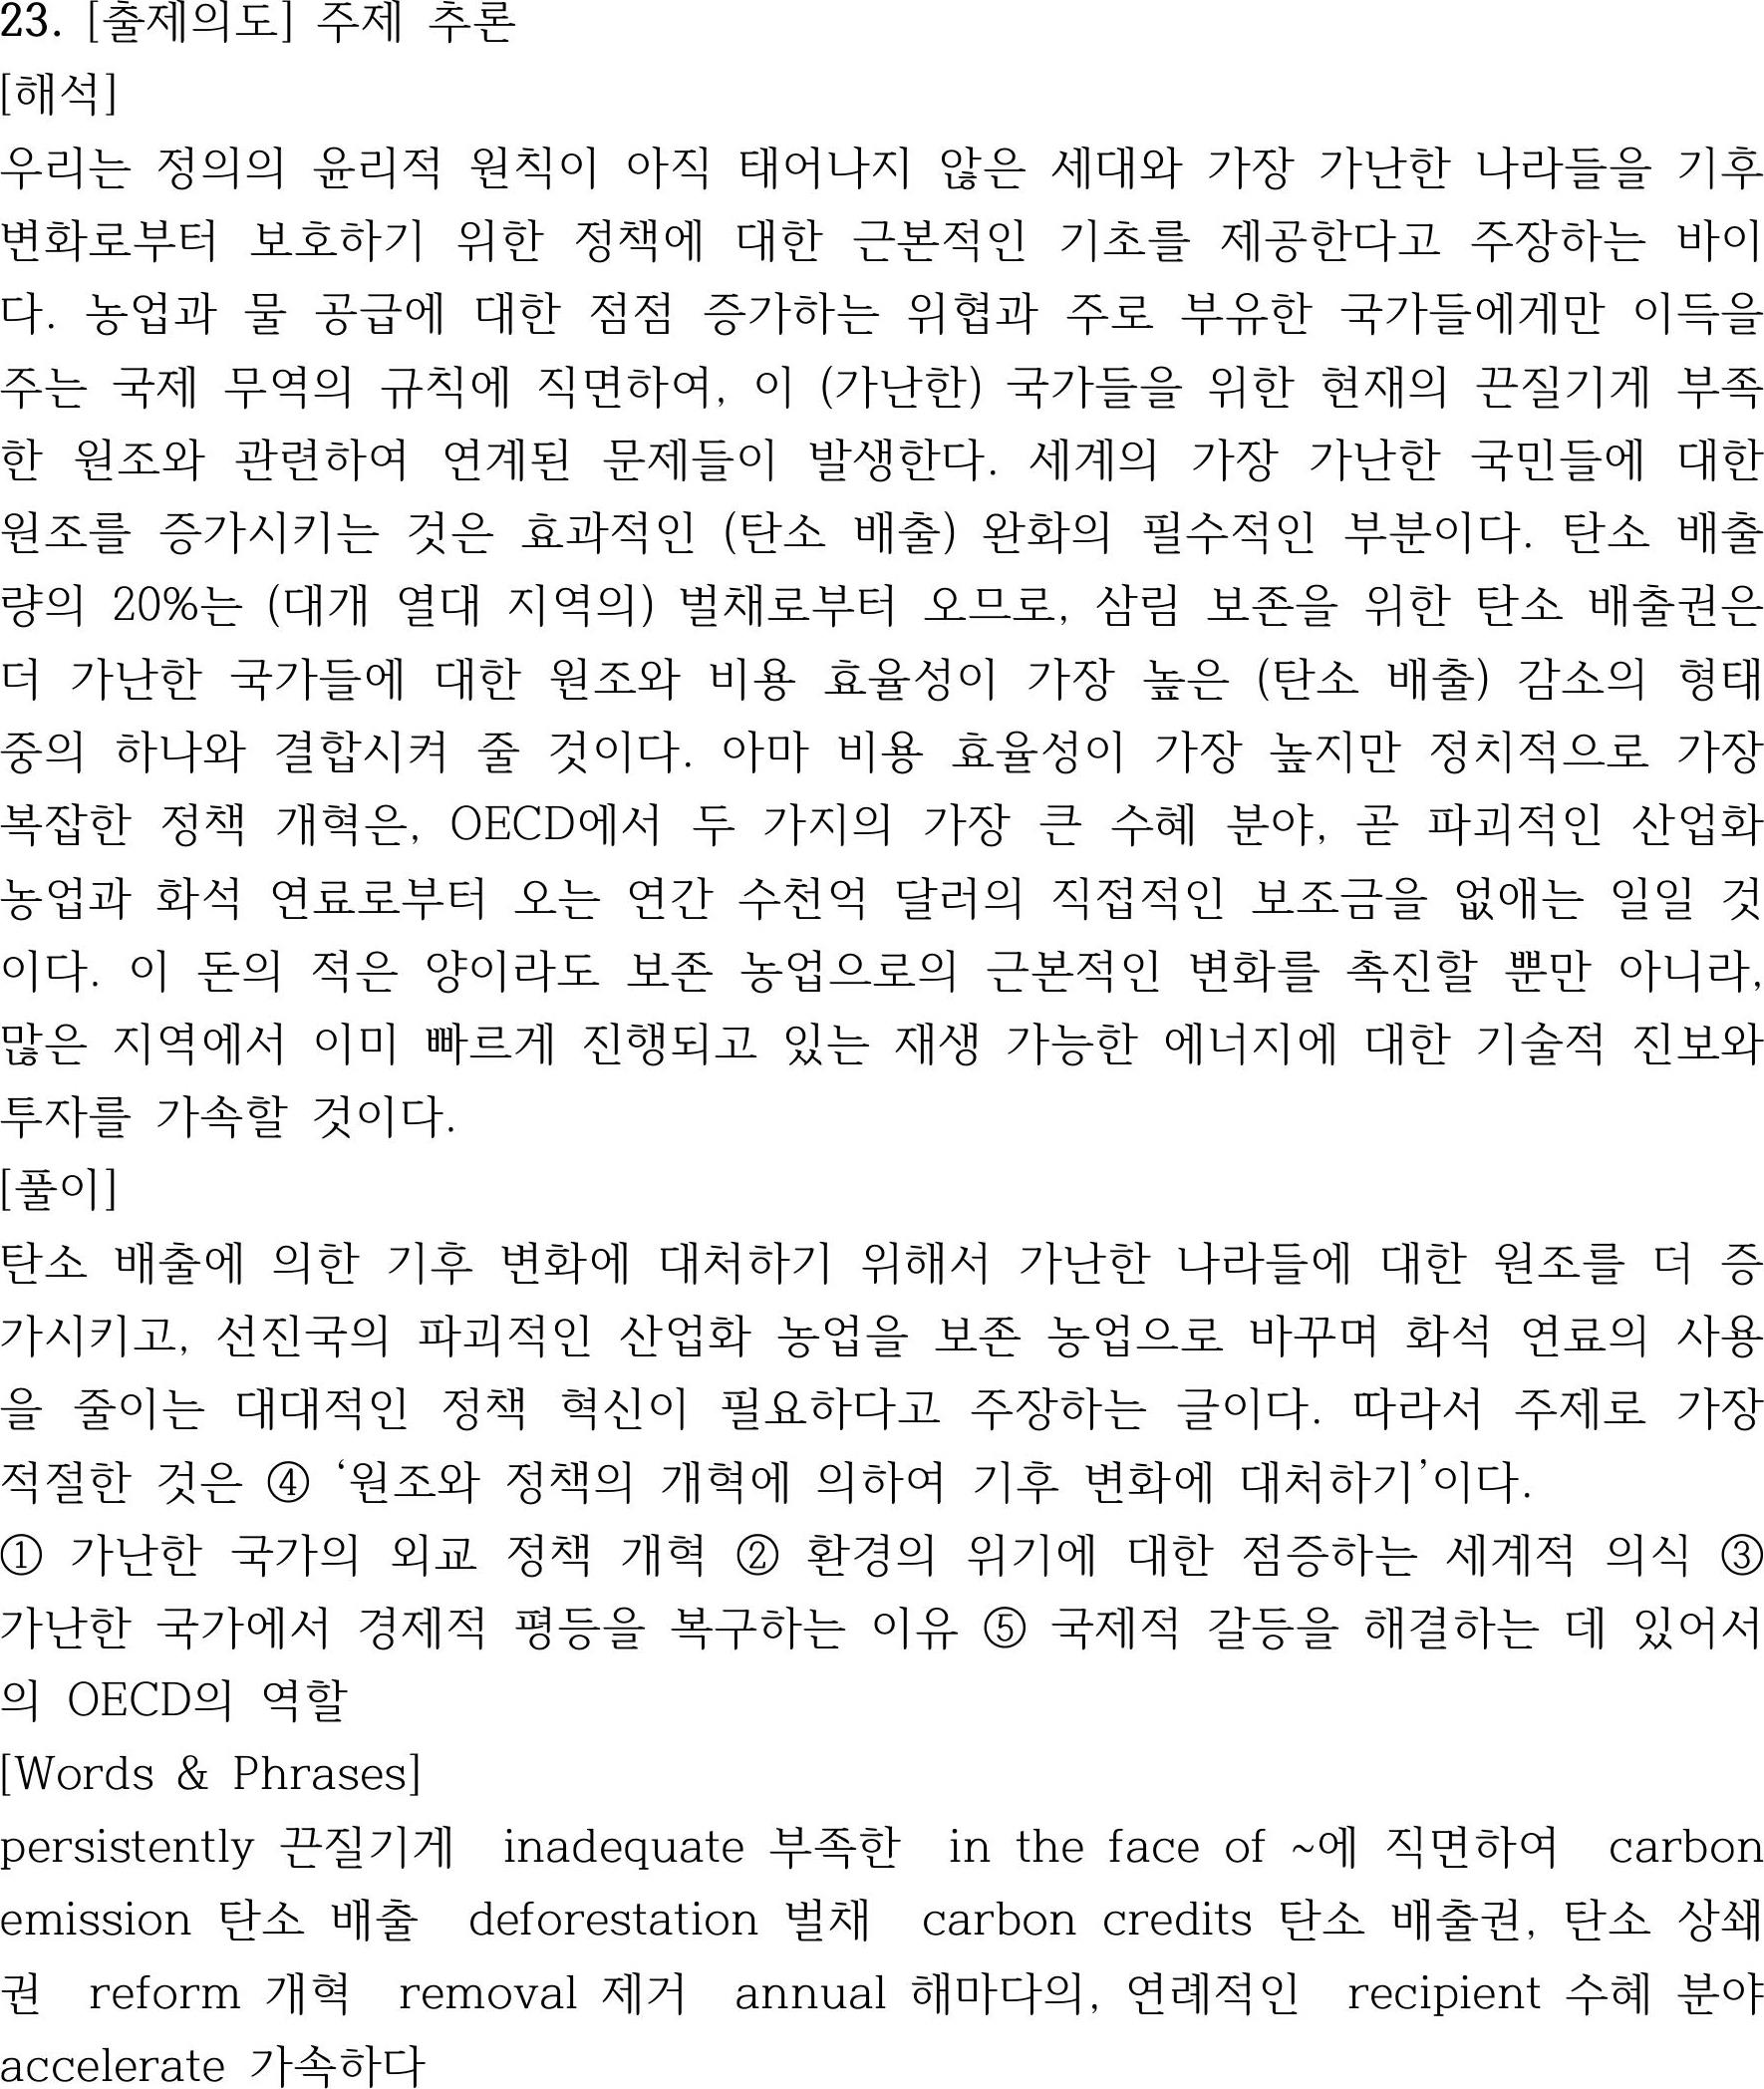 23. [출제의도] 주제 추론
[해석]
우리는 정의의 윤리적 원칙이 아직 태어나지 않은 세대와 가장 가난한 나라들을 기후
변화로부터 보호하기 위한 정책에 대한 근본적인 기초를 제공한다고 주장하는 바이
다. 농업과 물 공급에 대한 점점 증가하는 위협과 주로 부유한 국가들에게만 이득을
주는 국제 무역의 규칙에 직면하여, 이 (가난한) 국가들을 위한 현재의 끈질기게 부족
한 원조와 관련하여 연계된 문제들이 발생한다. 세계의 가장 가난한 국민들에 대한
원조를 증가시키는 것은 효과적인 (탄소 배출) 완화의 필수적인 부분이다. 탄소 배출
량의 20%는 (대개 열대 지역의) 벌채로부터 오므로, 삼림 보존을 위한 탄소 배출권은
더 가난한 국가들에 대한 원조와 비용 효율성이 가장 높은 (탄소 배출) 감소의 형태
중의 하나와 결합시켜 줄 것이다. 아마 비용 효율성이 가장 높지만 정치적으로 가장
복잡한 정책 개혁은, OECD에서 두 가지의 가장 큰 수혜 분야, 곧 파괴적인 산업화
농업과 화석 연료로부터 오는 연간 수천억 달러의 직접적인 보조금을 없애는 일일 것
이다. 이 돈의 적은 양이라도 보존 농업으로의 근본적인 변화를 촉진할 뿐만 아니라,
많은 지역에서 이미 빠르게 진행되고 있는 재생 가능한 에너지에 대한 기술적 진보와
투자를 가속할 것이다.
[풀이]
탄소 배출에 의한 기후 변화에 대처하기 위해서 가난한 나라들에 대한 원조를 더 증
가시키고, 선진국의 파괴적인 산업화 농업을 보존 농업으로 바꾸며 화석 연료의 사용
을 줄이는 대대적인 정책 혁신이 필요하다고 주장하는 글이다. 따라서 주제로 가장
적절한 것은 ④ ‘원조와 정책의 개혁에 의하여 기후 변화에 대처하기’이다.
① 가난한 국가의 외교 정책 개혁 ② 환경의 위기에 대한 점증하는 세계적 의식 ③
가난한 국가에서 경제적 평등을 복구하는 이유 ⑤ 국제적 갈등을 해결하는 데 있어서
의 OECD의 역할
[Words & Phrases]
persistently 끈질기게 inadequate 부족한 in the face of ~에 직면하여 carbon
emission 탄소 배출 deforestation 벌채 carbon credits 탄소 배출권, 탄소 상쇄
권 reform 개혁 removal 제거 annual 해마다의, 연례적인 recipient 수혜 분야
accelerate 가속하다